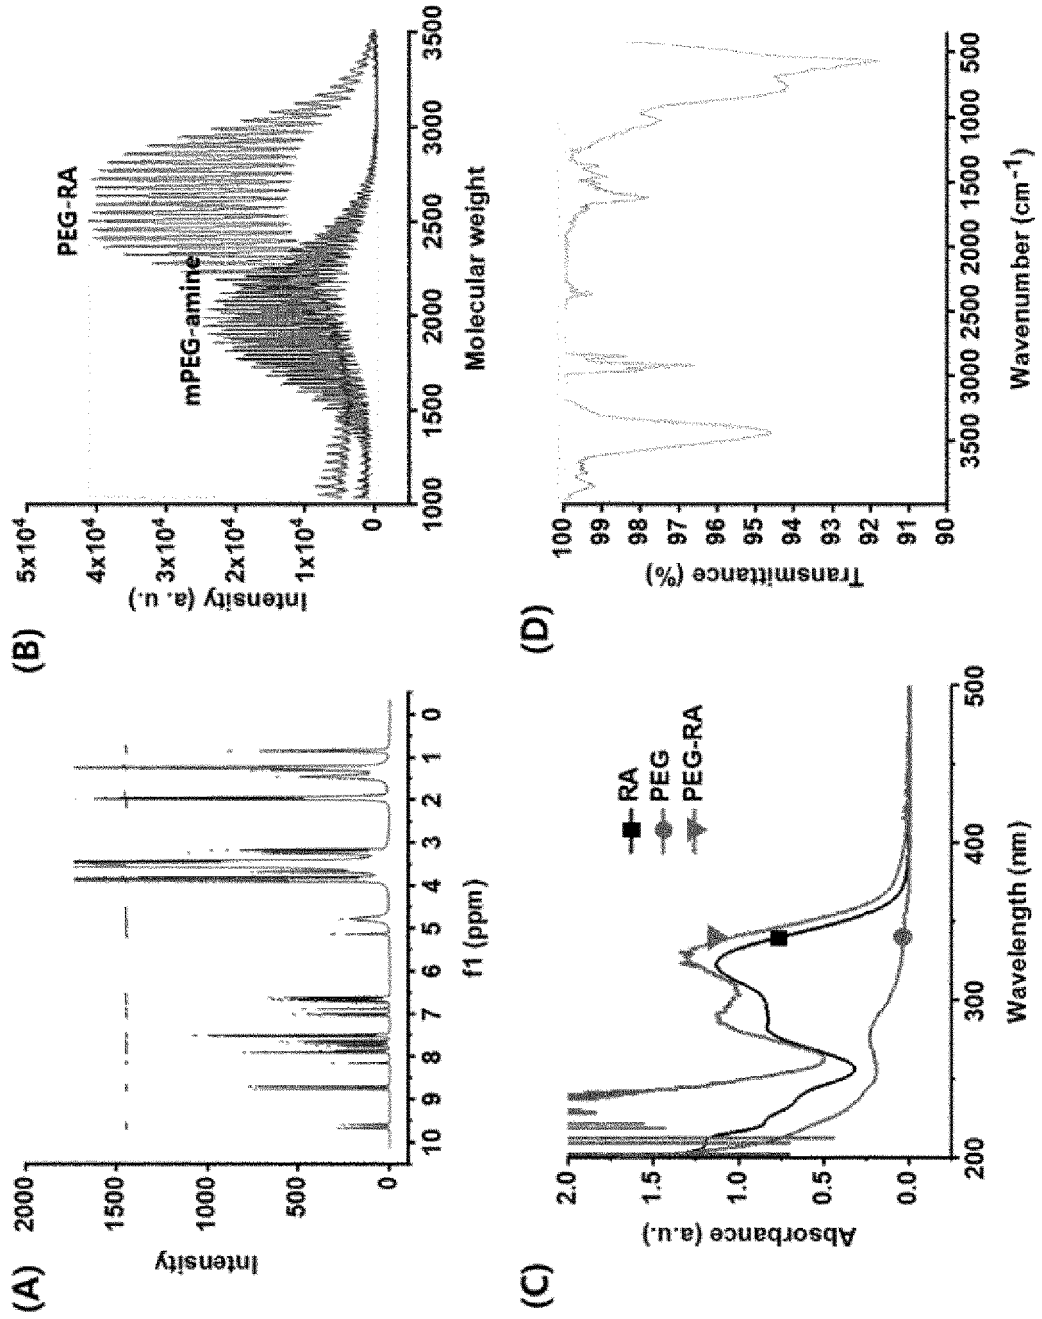 (A)
Intensity
2000
1500
1000
500
0
10 9 8 7 6 5 4 3 2 1 0
f1 (ppm)
(B)
Intensity (a. u.)
5x10⁴
4x10⁴
3x10⁴
2x10⁴
1x10⁴
0
PEG-RA
mPEG-amine
1000 1500 2000 2500 3000 3500
Molecular weight
(C)
Absorbance (a.u.)
2.0
1.5
1.0
0.5
0.0
RA
PEG
PEG-RA
200 300 400 500
Wavelength (nm)
(D)
Transmittance (%)
100
99
98
97
96
95
94
93
92
91
90
3500 3000 2500 2000 1500 1000 500
Wavenumber (cm⁻¹)